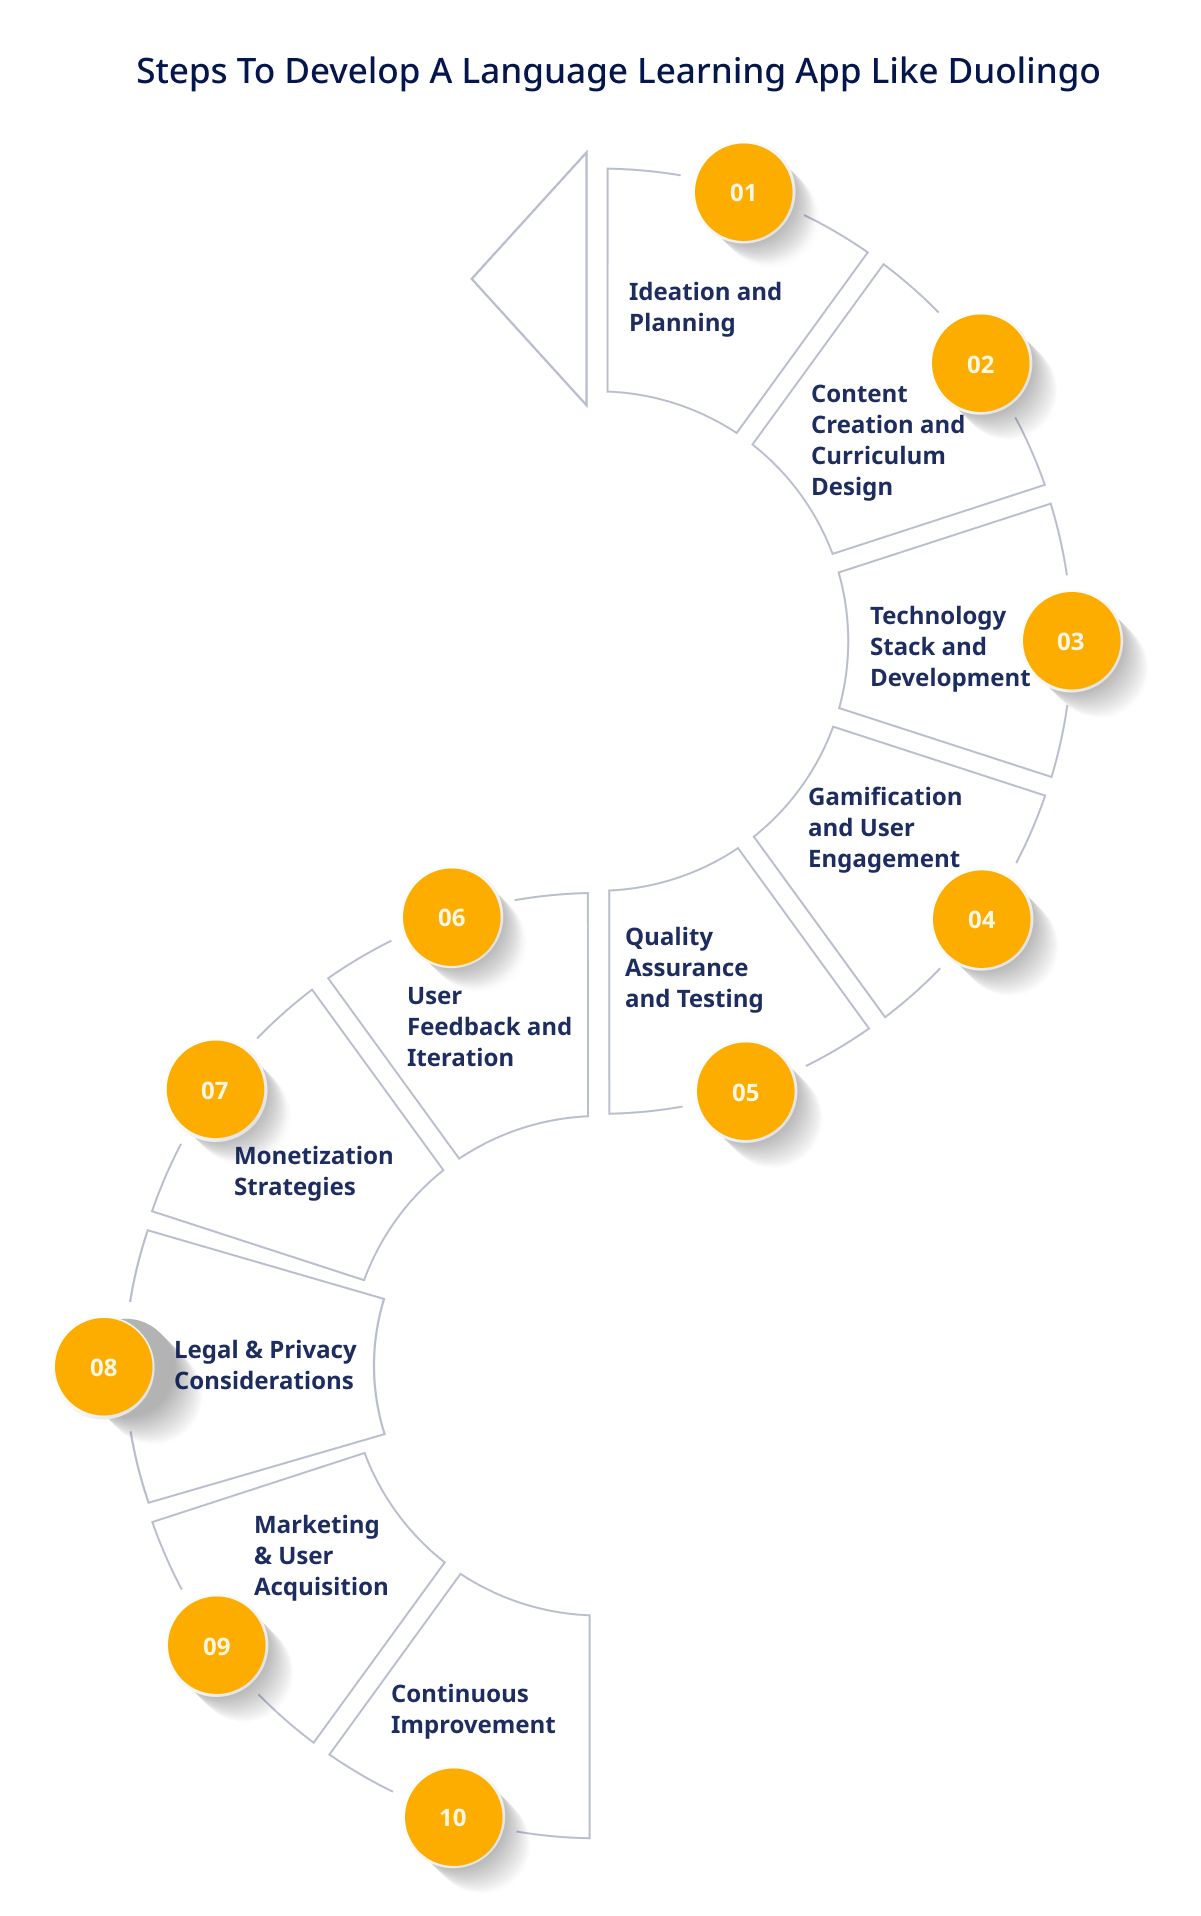 Steps To Develop A Language Learning App Like Duolingo
01
Ideation and
Planning
02
Content
Creation and
Curriculum
Design
03
Technology
Stack and
Development
04
Gamification
and User
Engagement
05
Quality
Assurance
and Testing
06
User
Feedback and
Iteration
07
Monetization
Strategies
08
Legal & Privacy
Considerations
09
Marketing
& User
Acquisition
10
Continuous
Improvement